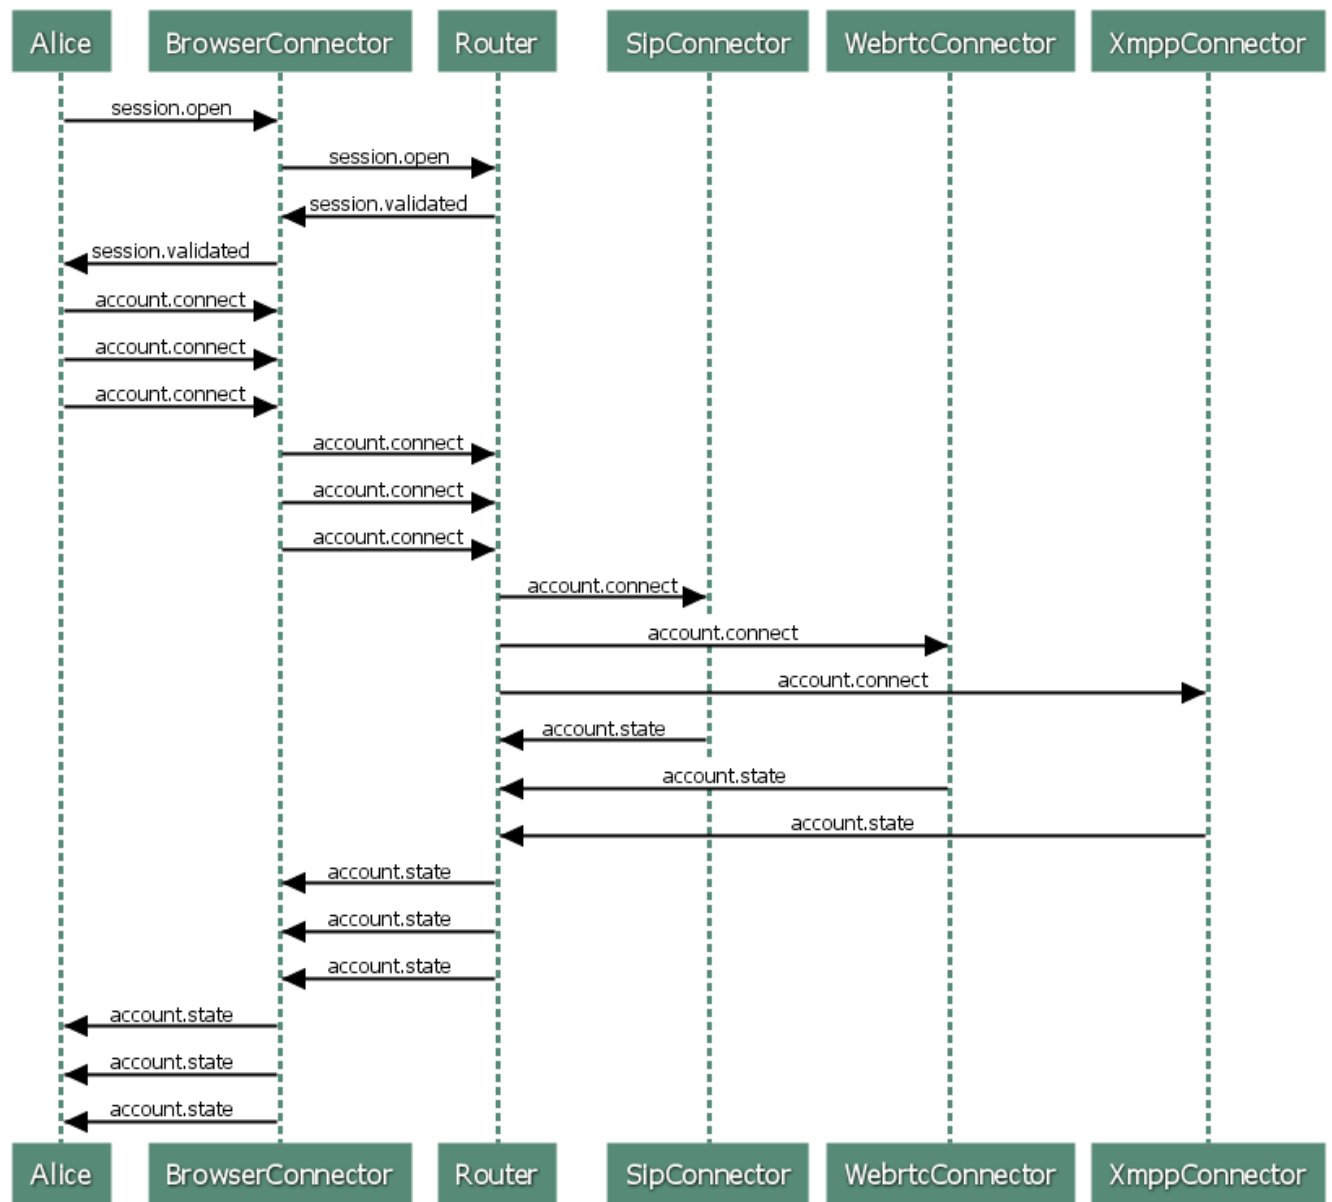 Alice BrowserConnector Router SipConnector WebrtcConnector XmppConnector
session.open
session.open
session.validated
session.validated
account.connect
account.connect
account.connect
account.connect
account.connect
account.connect
account.connect
account.connect
account.connect
account.state
account.state
account.state
account.state
account.state
account.state
account.state
account.state
account.state
Alice BrowserConnector Router SipConnector WebrtcConnector XmppConnector